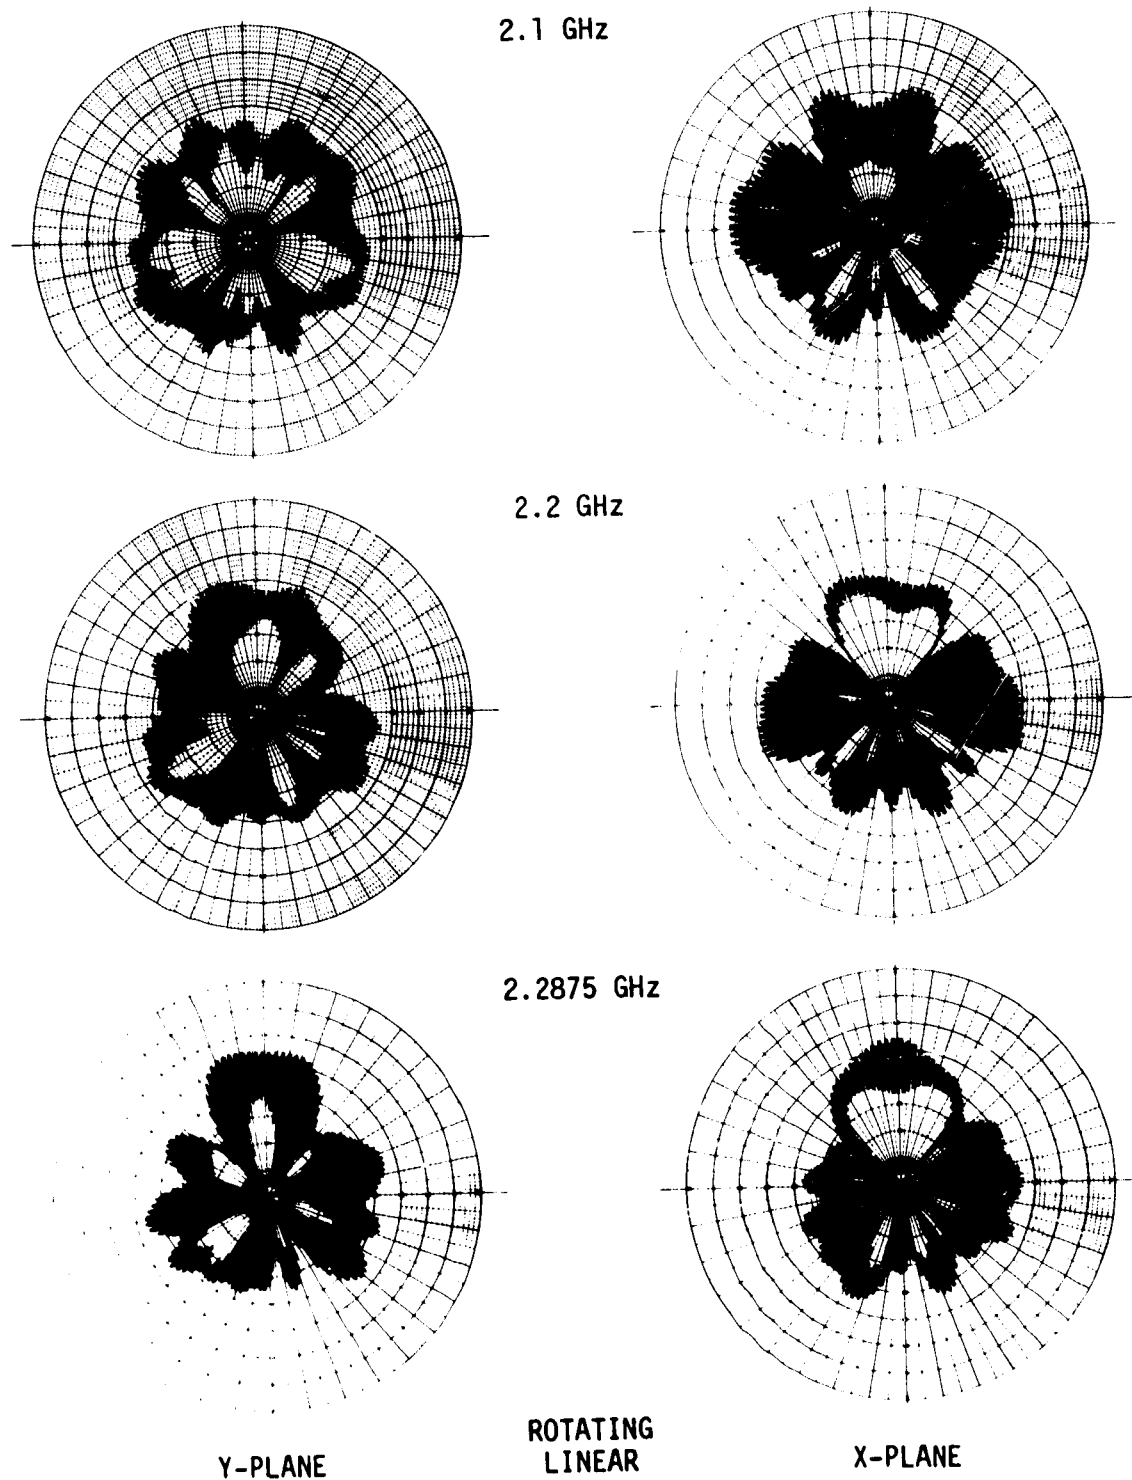 2.1 GHz
2.2 GHz
2.2875 GHz
Y-PLANE
ROTATING
LINEAR
X-PLANE